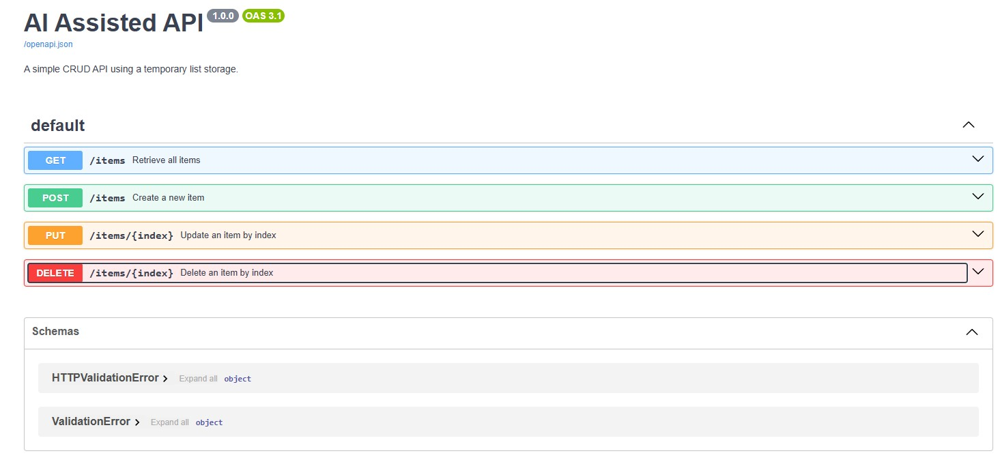 AI Assisted API 1.0.0 OAS 3.1
/openapi.json
A simple CRUD API using a temporary list storage.
default
GET /items Retrieve all items
POST /items Create a new item
PUT /items/{index} Update an item by index
DELETE /items/{index} Delete an item by index
Schemas
HTTPValidationError Expand all object
ValidationError Expand all object